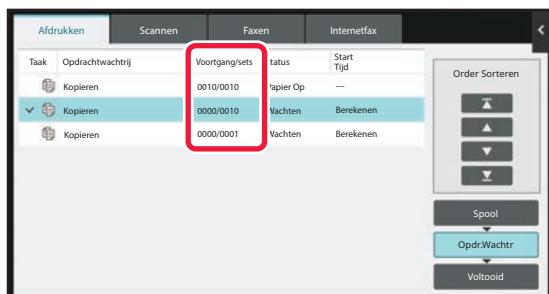 Afdrukken Scannen Faxen Internetfax
Taak Opdrachtwachtrij Voortgang/sets tatus Start Tijd
Kopieren 0010/0010 Papier Op ---
Kopieren 0000/0010 Wachten Berekenen
Kopieren 0000/0001 Wachten Berekenen
Order Sorteren
Spool
Opdr.Wachtr
Voltooid